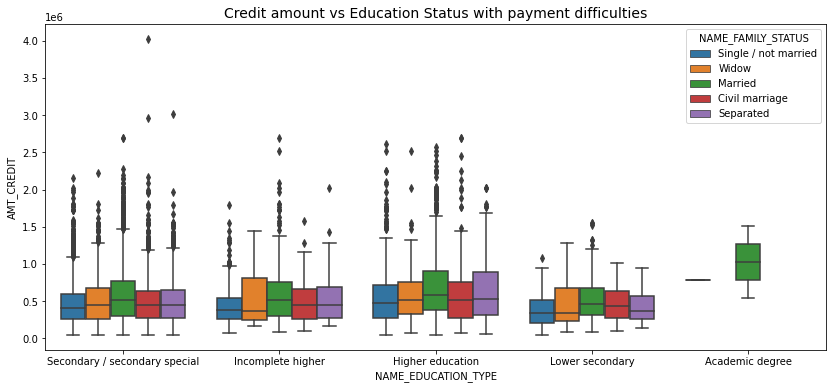 Credit amount vs Education Status with payment difficulties
1e6
4.0
3.5
3.0
2.5
2.0
1.5
1.0
0.5
0.0
AMT_CREDIT
NAME_FAMILY_STATUS
Single / not married
Widow
Married
Civil marriage
Separated
Secondary / secondary special
Incomplete higher
Higher education
Lower secondary
Academic degree
NAME_EDUCATION_TYPE